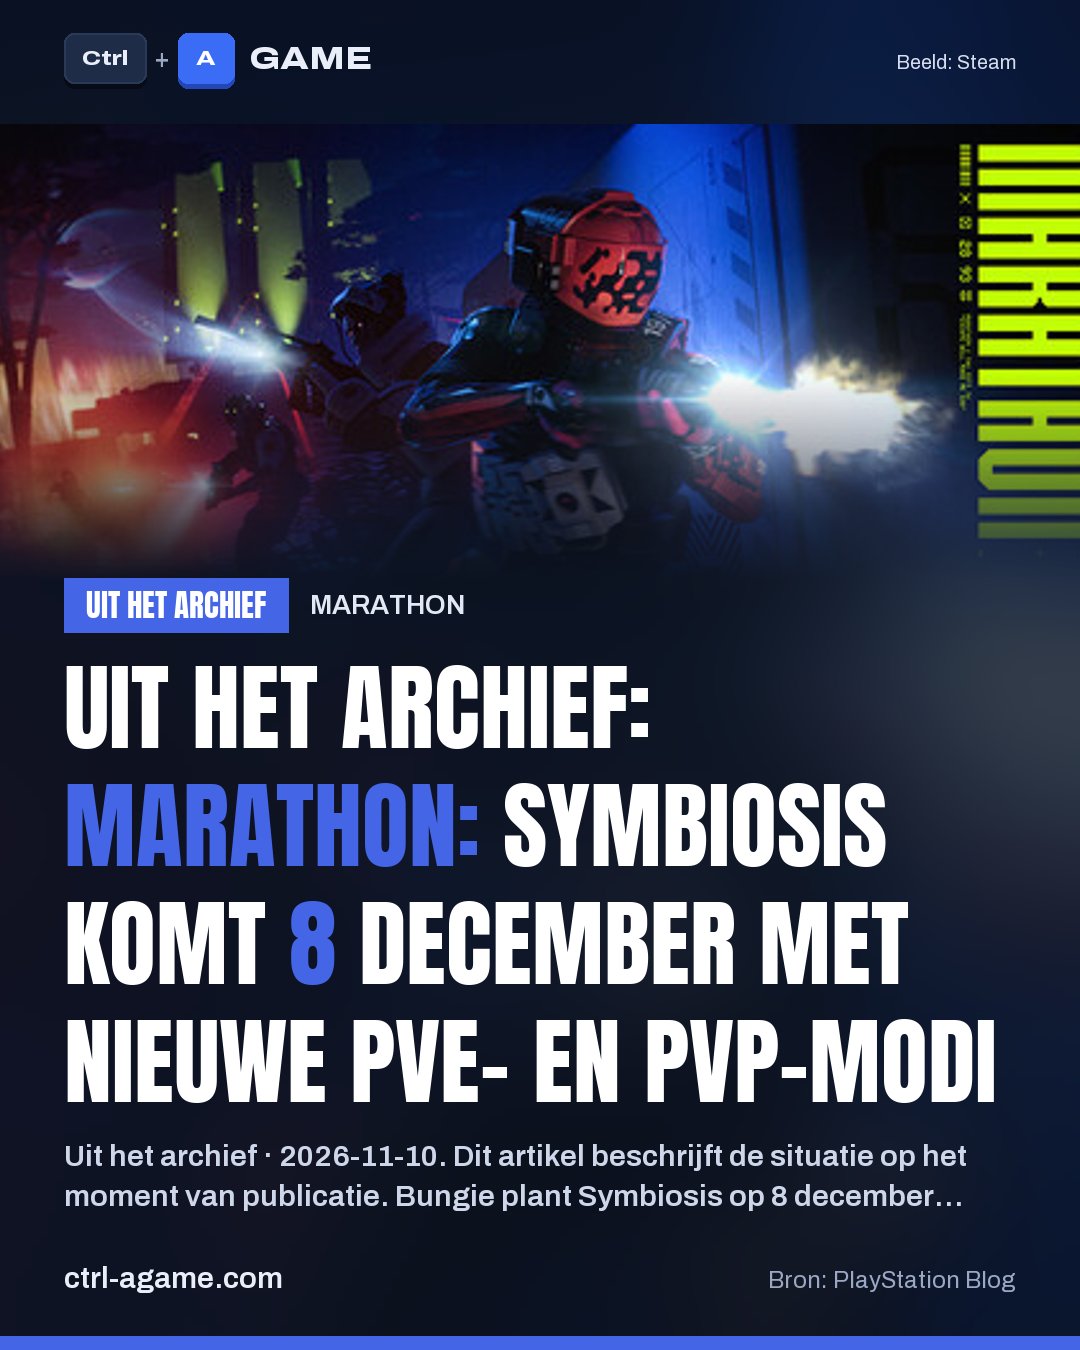 Ctrl + A GAME
Beeld: Steam
MARATHON
UIT HET ARCHIEF
MARATHON
UIT HET ARCHIEF:
MARATHON: SYMBIOSIS
KOMT 8 DECEMBER MET
NIEUWE PVE- EN PVP-MODI
Uit het archief · 2026-11-10. Dit artikel beschrijft de situatie op het
moment van publicatie. Bungie plant Symbiosis op 8 december…
ctrl-agame.com
Bron: PlayStation Blog